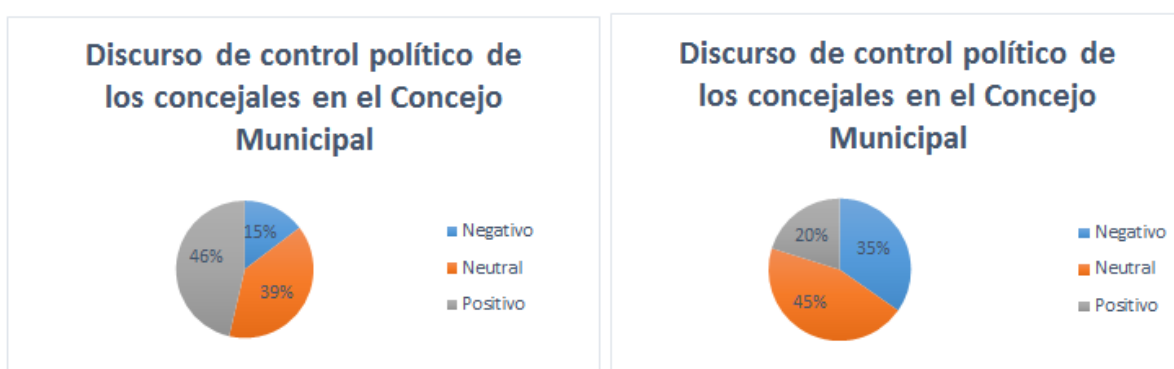 Discurso de control político de
los concejales en el Concejo
Municipal
15%
46%
39%
Negativo
Neutral
Positivo
Discurso de control político de
los concejales en el Concejo
Municipal
20%
35%
45%
Negativo
Neutral
Positivo